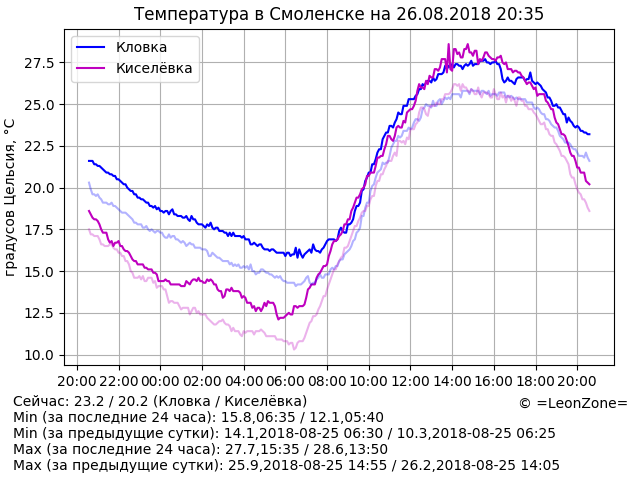 Температура в Смоленске на 26.08.2018 20:35
Кловка
Киселёвка
градусов Цельсия, °C
27.5
25.0
22.5
20.0
17.5
15.0
12.5
10.0
20:00 22:00 00:00 02:00 04:00 06:00 08:00 10:00 12:00 14:00 16:00 18:00 20:00
Сейчас: 23.2 / 20.2 (Кловка / Киселёвка)
© =LeonZone=
Min (за последние 24 часа): 15.8,06:35 / 12.1,05:40
Min (за предыдущие сутки): 14.1,2018-08-25 06:30 / 10.3,2018-08-25 06:25
Max (за последние 24 часа): 27.7,15:35 / 28.6,13:50
Max (за предыдущие сутки): 25.9,2018-08-25 14:55 / 26.2,2018-08-25 14:05